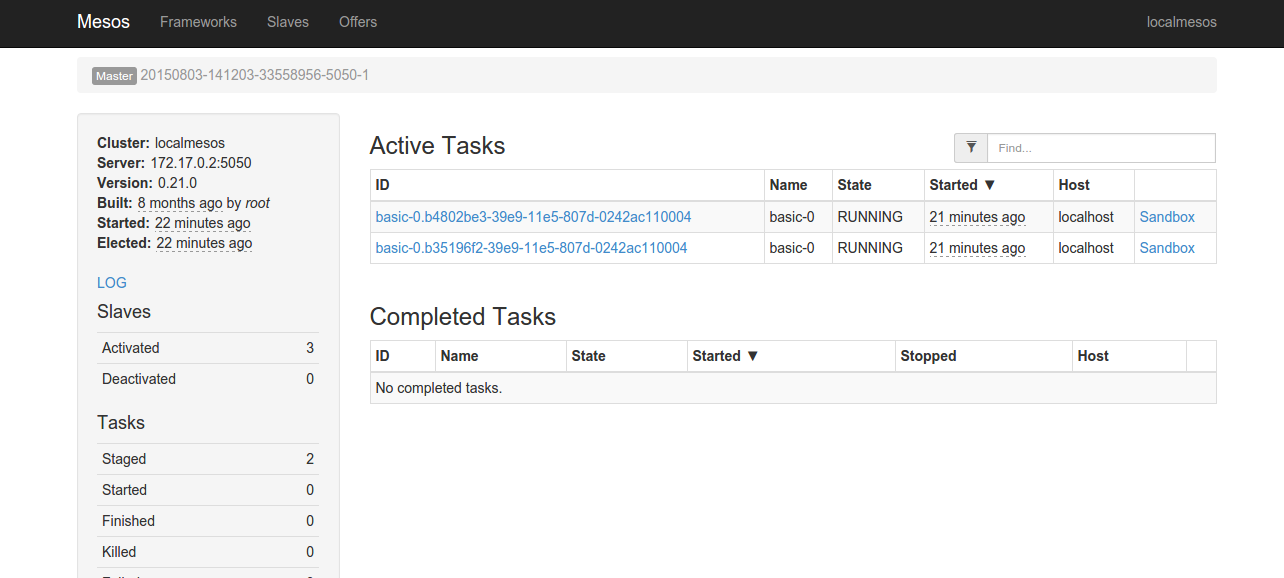 Mesos Frameworks Slaves Offers localmesos
Master 20150803-141203-33558956-5050-1
Cluster: localmesos
Server: 172.17.0.2:5050
Version: 0.21.0
Built: 8 months ago by root
Started: 22 minutes ago
Elected: 22 minutes ago
LOG
Slaves
Activated 3
Deactivated 0
Tasks
Staged 2
Started 0
Finished 0
Killed 0
Active Tasks
Find...
ID Name State Started ▼ Host
basic-0.b4802be3-39e9-11e5-807d-0242ac110004 basic-0 RUNNING 21 minutes ago localhost Sandbox
basic-0.b35196f2-39e9-11e5-807d-0242ac110004 basic-0 RUNNING 21 minutes ago localhost Sandbox
Completed Tasks
ID Name State Started ▼ Stopped Host
No completed tasks.